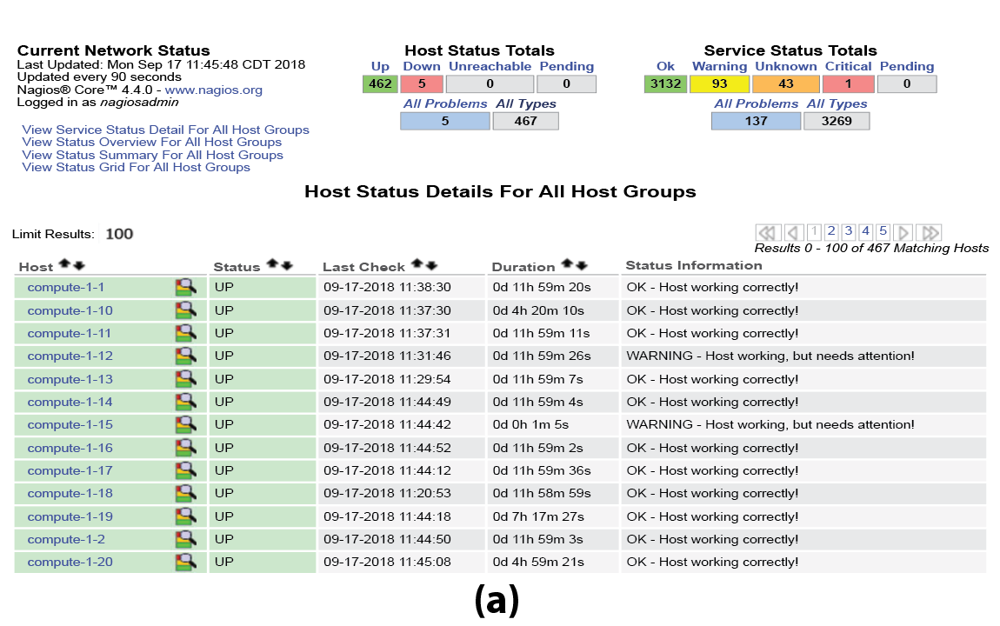 Current Network Status
Last Updated: Mon Sep 17 11:45:48 CDT 2018
Updated every 90 seconds
Nagios® Core™ 4.4.0 - www.nagios.org
Logged in as nagiosadmin
View Service Status Detail For All Host Groups
View Status Overview For All Host Groups
View Status Summary For All Host Groups
View Status Grid For All Host Groups
Host Status Totals
Up Down Unreachable Pending
462 5 0 0
All Problems All Types
5 467
Service Status Totals
Ok Warning Unknown Critical Pending
3132 93 43 1 0
All Problems All Types
137 3269
Host Status Details For All Host Groups
Limit Results: 100
1 2 3 4 5
Results 0 - 100 of 467 Matching Hosts
Host Status Last Check Duration Status Information
compute-1-1 UP 09-17-2018 11:38:30 0d 11h 59m 20s OK - Host working correctly!
compute-1-10 UP 09-17-2018 11:37:30 0d 4h 20m 10s OK - Host working correctly!
compute-1-11 UP 09-17-2018 11:37:31 0d 11h 59m 11s OK - Host working correctly!
compute-1-12 UP 09-17-2018 11:31:46 0d 11h 59m 26s WARNING - Host working, but needs attention!
compute-1-13 UP 09-17-2018 11:29:54 0d 11h 59m 7s OK - Host working correctly!
compute-1-14 UP 09-17-2018 11:44:49 0d 11h 59m 4s OK - Host working correctly!
compute-1-15 UP 09-17-2018 11:44:42 0d 0h 1m 5s WARNING - Host working, but needs attention!
compute-1-16 UP 09-17-2018 11:44:52 0d 11h 59m 2s OK - Host working correctly!
compute-1-17 UP 09-17-2018 11:44:12 0d 11h 59m 36s OK - Host working correctly!
compute-1-18 UP 09-17-2018 11:20:53 0d 11h 58m 59s OK - Host working correctly!
compute-1-19 UP 09-17-2018 11:44:18 0d 7h 17m 27s OK - Host working correctly!
compute-1-2 UP 09-17-2018 11:44:50 0d 11h 59m 3s OK - Host working correctly!
compute-1-20 UP 09-17-2018 11:45:08 0d 4h 59m 21s OK - Host working correctly!
(a)